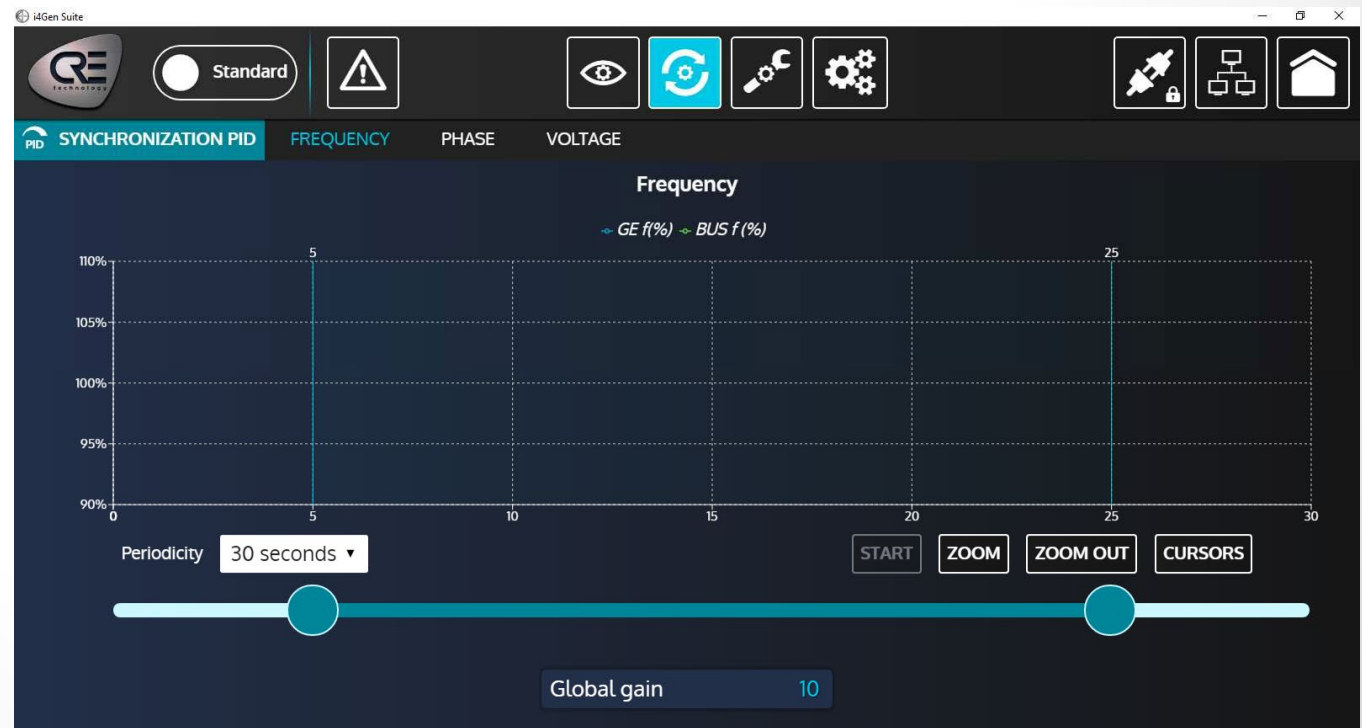 i4Gen Suite
CRE
technology
Standard
PID SYNCHRONIZATION PID FREQUENCY PHASE VOLTAGE
Frequency
GE f(%) BUS f (%)
5 25
110%
105%
100%
95%
90%
0 5 10 15 20 25 30
Periodicity 30 seconds START ZOOM ZOOM OUT CURSORS
Global gain 10